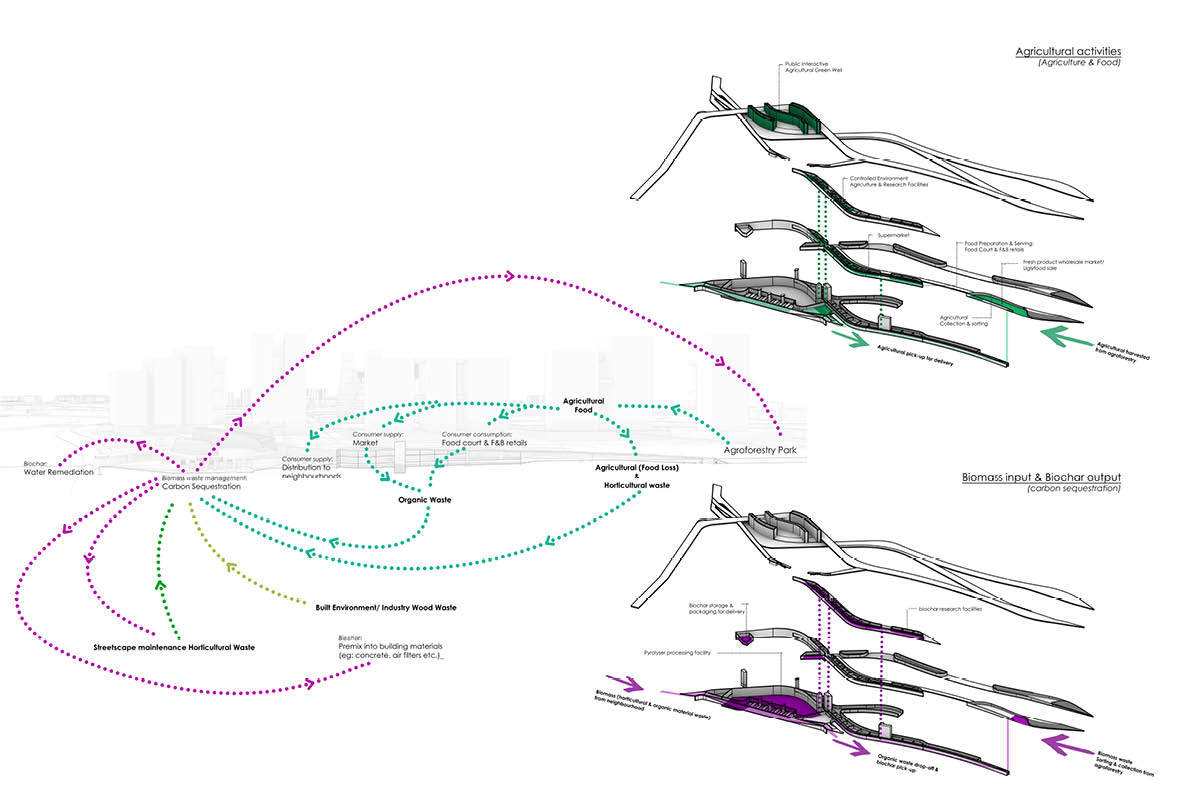 Agricultural activities
(Agriculture & Food)
Public Interactive
Agricultural Green Wall
Controlled Environment
Agriculture & Research Facilities
Supermarket
Food Preparation & Serving:
Food Court & F&B retails
Fresh product wholesale market/
Uglyfood sale
Agricultural
Collection & sorting
Agricultural pick-up for delivery
Agricultural harvested
from agroforestry
Agricultural
Food
Consumer supply:
Market
Consumer consumption:
Food court & F&B retails
Agroforestry Park
Biochar:
Water Remediation
Consumer supply:
Distribution to
neighbourhoods
Biomass waste management:
Carbon Sequestration
Agricultural (Food Loss)
&
Horticultural waste
Organic Waste
Built Environment/ Industry Wood Waste
Streetscape maintenance Horticultural Waste
Biochar:
Premix into building materials
(eg: concrete, air filters etc.)_
Biomass input & Biochar output
(carbon sequestration)
Biochar storage &
packaging for delivery
biochar research facilities
Pyrolyser processing facility
Biomass (horticultural & organic material waste)
from neighbourhood
Organic waste drop-off &
biochar pick-up
Biomass waste
Sorting & collection from
agroforestry